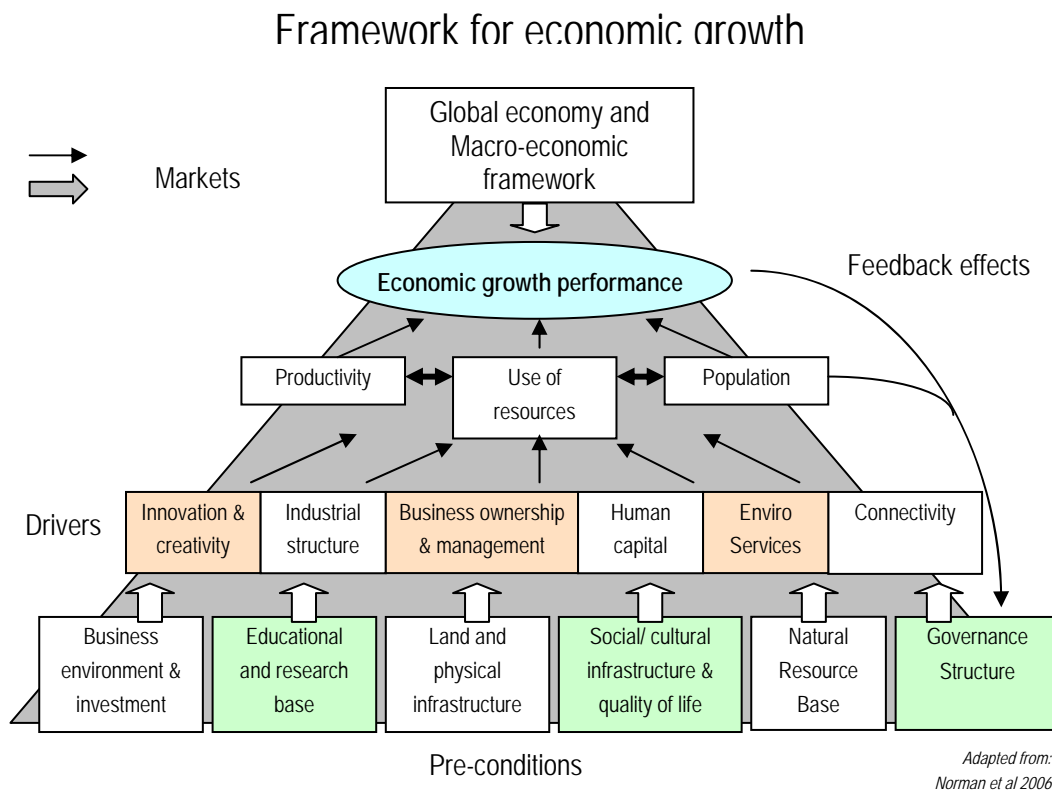 Framework for economic growth
Global economy and
Macro-economic
framework
Markets
Economic growth performance
Feedback effects
Productivity
Use of
resources
Population
Drivers
Innovation &
creativity
Industrial
structure
Business ownership
& management
Human
capital
Enviro
Services
Connectivity
Business
environment &
investment
Educational
and research
base
Land and
physical
infrastructure
Social/ cultural
infrastructure &
quality of life
Natural
Resource
Base
Governance
Structure
Pre-conditions
Adapted from:
Norman et al 2006